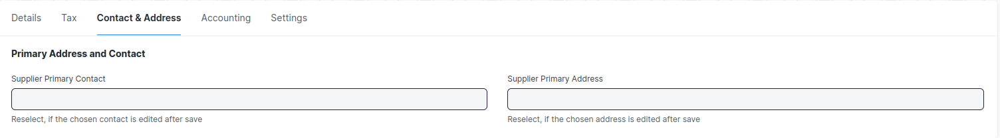 Details Tax Contact & Address Accounting Settings
Primary Address and Contact
Supplier Primary Contact Supplier Primary Address
Reselect, if the chosen contact is edited after save Reselect, if the chosen address is edited after save